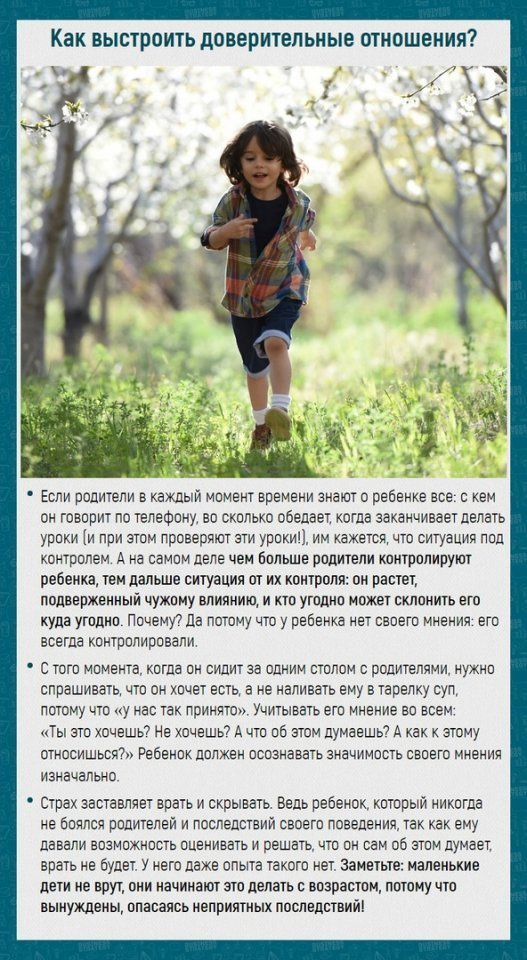 Как выстроить доверительные отношения?
• Если родители в каждый момент времени знают о ребенке все: с кем
он говорит по телефону, во сколько обедает, когда заканчивает делать
уроки (и при этом проверяют эти уроки!), им кажется, что ситуация под
контролем. А на самом деле чем больше родители контролируют
ребенка, тем дальше ситуация от их контроля: он растет,
подверженный чужому влиянию, и кто угодно может склонить его
куда угодно. Почему? Да потому что у ребенка нет своего мнения: его
всегда контролировали.
• С того момента, когда он сидит за одним столом с родителями, нужно
спрашивать, что он хочет есть, а не наливать ему в тарелку суп,
потому что «у нас так принято». Учитывать его мнение во всем:
«Ты это хочешь? Не хочешь? А что об этом думаешь? А как к этому
относишься?» Ребенок должен осознавать значимость своего мнения
изначально.
• Страх заставляет врать и скрывать. Ведь ребенок, который никогда
не боялся родителей и последствий своего поведения, так как ему
давали возможность оценивать и решать, что он сам об этом думает,
врать не будет. У него даже опыта такого нет. Заметьте: маленькие
дети не врут, они начинают это делать с возрастом, потому что
вынуждены, опасаясь неприятных последствий!